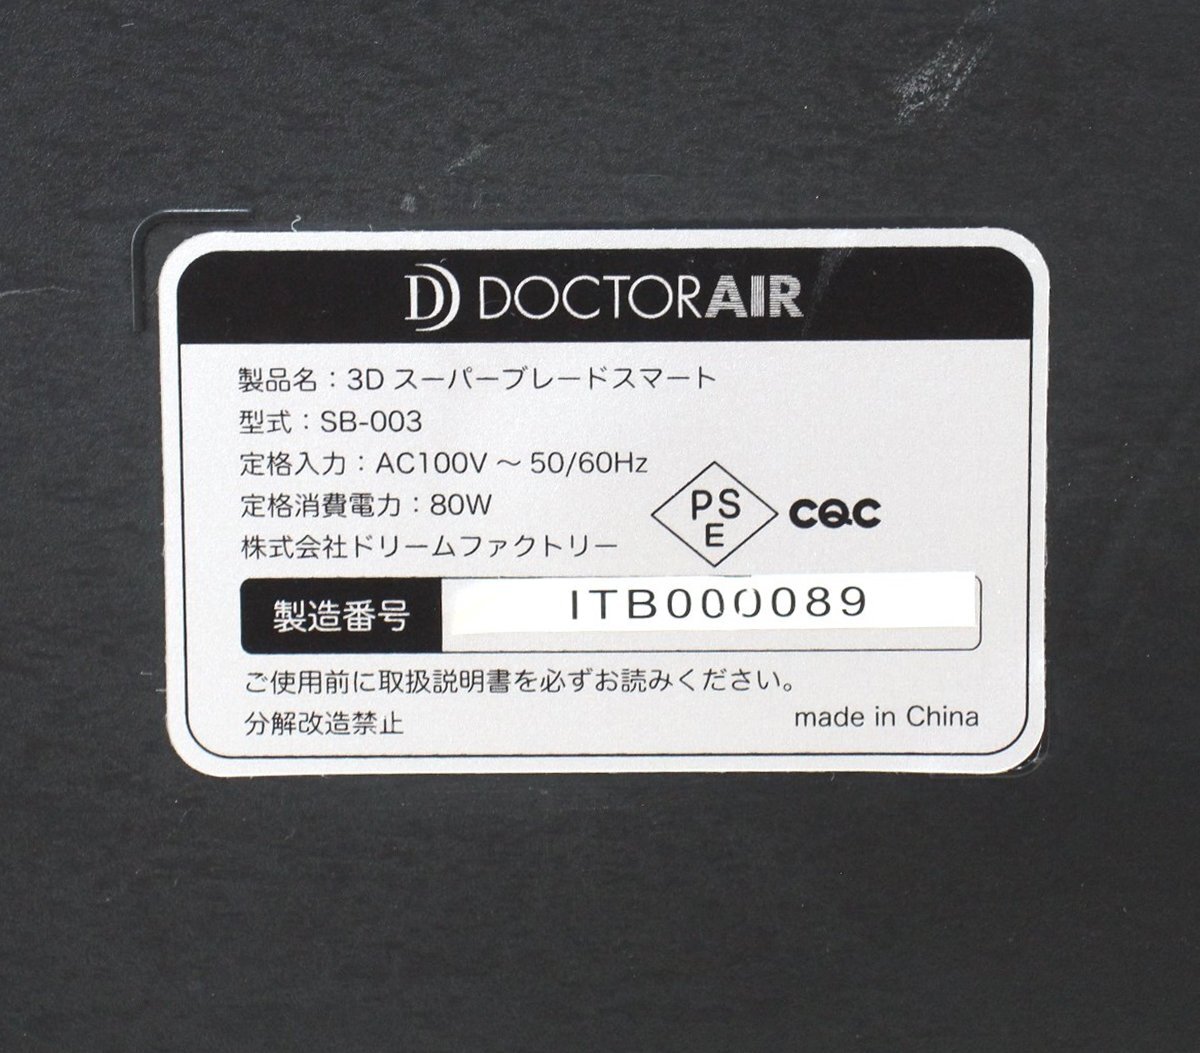 DOCTORAIR
製品名：3D スーパーブレードスマート
型式：SB-003
定格入力：AC100V ～ 50/60Hz
定格消費電力：80W
株式会社ドリームファクトリー
PS
E
CQC
製造番号 ITB000089
ご使用前に取扱説明書を必ずお読みください。
分解改造禁止
made in China